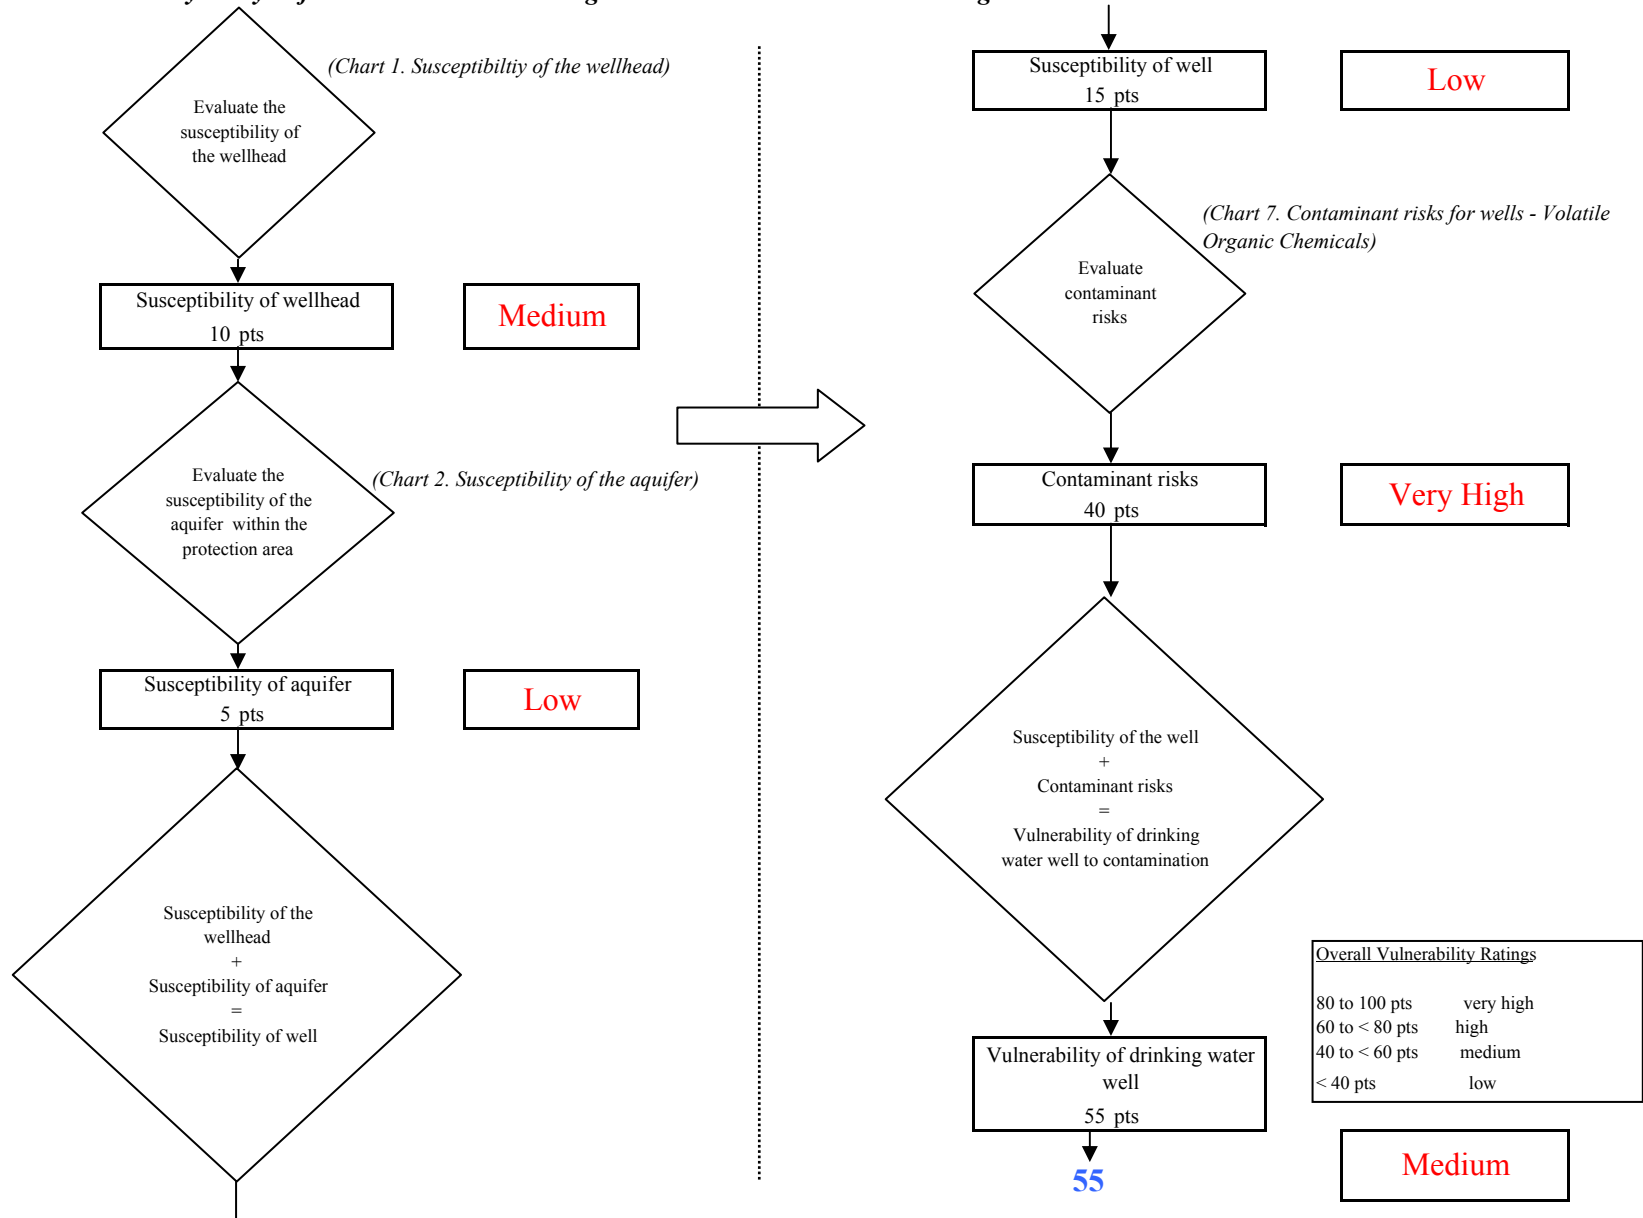 (Chart 1. Susceptibiltiy of the wellhead)
Evaluate the
susceptibility of
the wellhead
Susceptibility of wellhead
10 pts
Medium
Evaluate the
susceptibility of the
aquifer within the
protection area
(Chart 2. Susceptibility of the aquifer)
Susceptibility of aquifer
5 pts
Low
Susceptibility of the
wellhead
+
Susceptibility of aquifer
=
Susceptibility of well
Susceptibility of well
15 pts
Low
(Chart 7. Contaminant risks for wells - Volatile
Organic Chemicals)
Evaluate
contaminant
risks
Contaminant risks
40 pts
Very High
Susceptibility of the well
+
Contaminant risks
=
Vulnerability of drinking
water well to contamination
Vulnerability of drinking water
well
55 pts
55
Overall Vulnerability Ratings
80 to 100 pts very high
60 to < 80 pts high
40 to < 60 pts medium
< 40 pts low
Medium